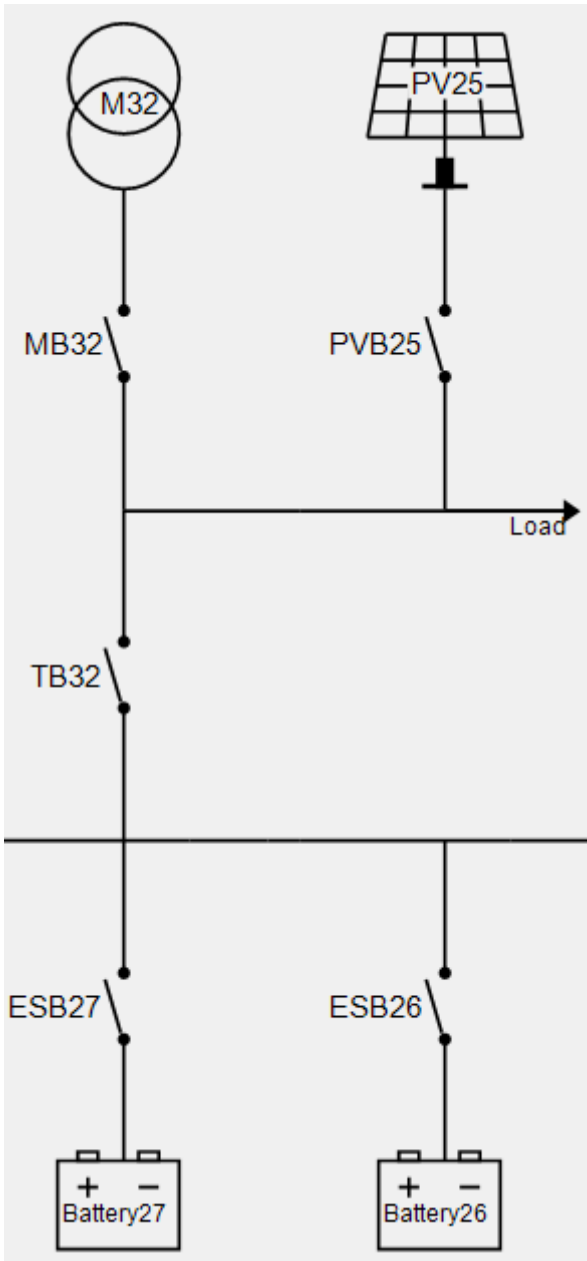 M32
PV25
MB32
PVB25
Load
TB32
ESB27
ESB26
+ −
Battery27
+ −
Battery26